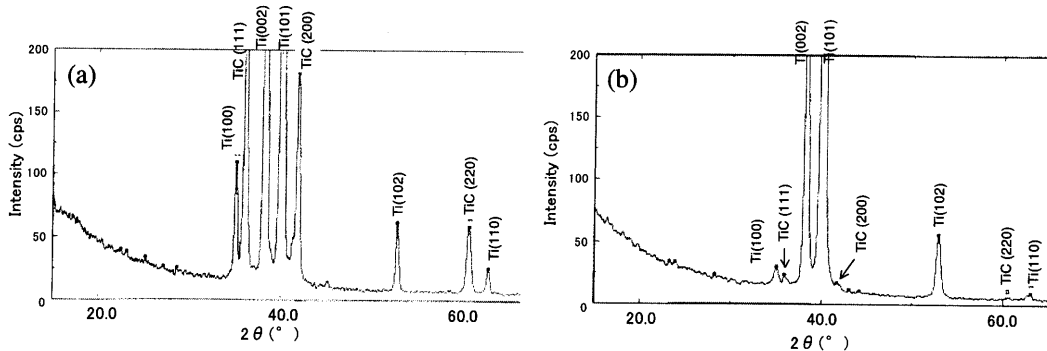 (a)
Intensity (cps)
200
150
100
50
0
20.0
40.0
60.0
2θ(°)
Ti(100)
TiC (111)
Ti(002)
Ti(101)
TiC (200)
Ti(102)
TiC (220)
Ti(110)
(b)
Intensity (cps)
200
150
100
50
0
20.0
40.0
60.0
2θ(°)
Ti(100)
TiC (111)
Ti(002)
Ti(101)
TiC (200)
Ti(102)
TiC (220)
Ti(110)